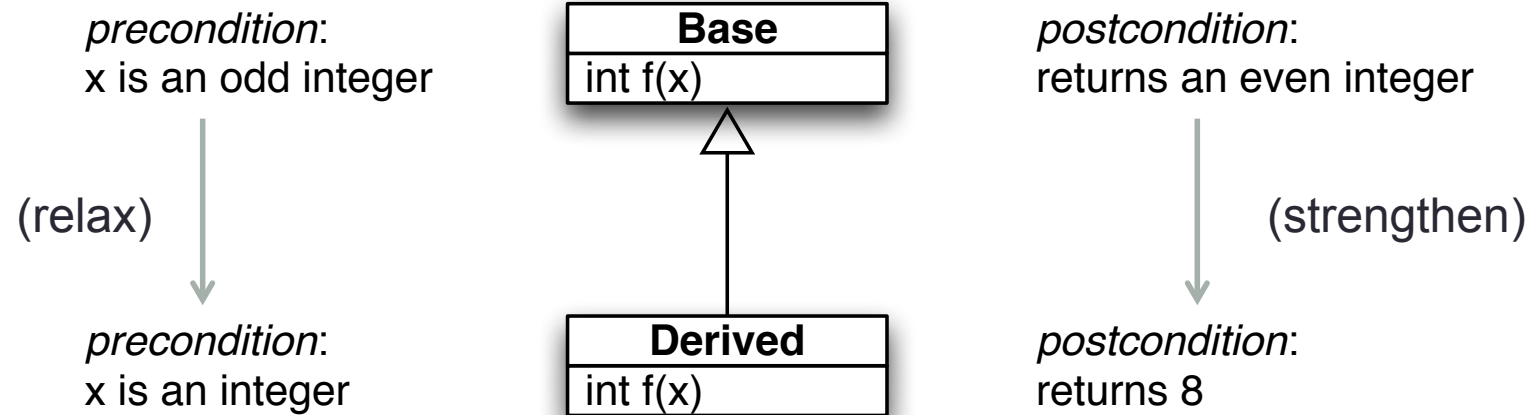 precondition:
x is an odd integer
Base
int f(x)
postcondition:
returns an even integer
(relax)
(strengthen)
precondition:
x is an integer
Derived
int f(x)
postcondition:
returns 8